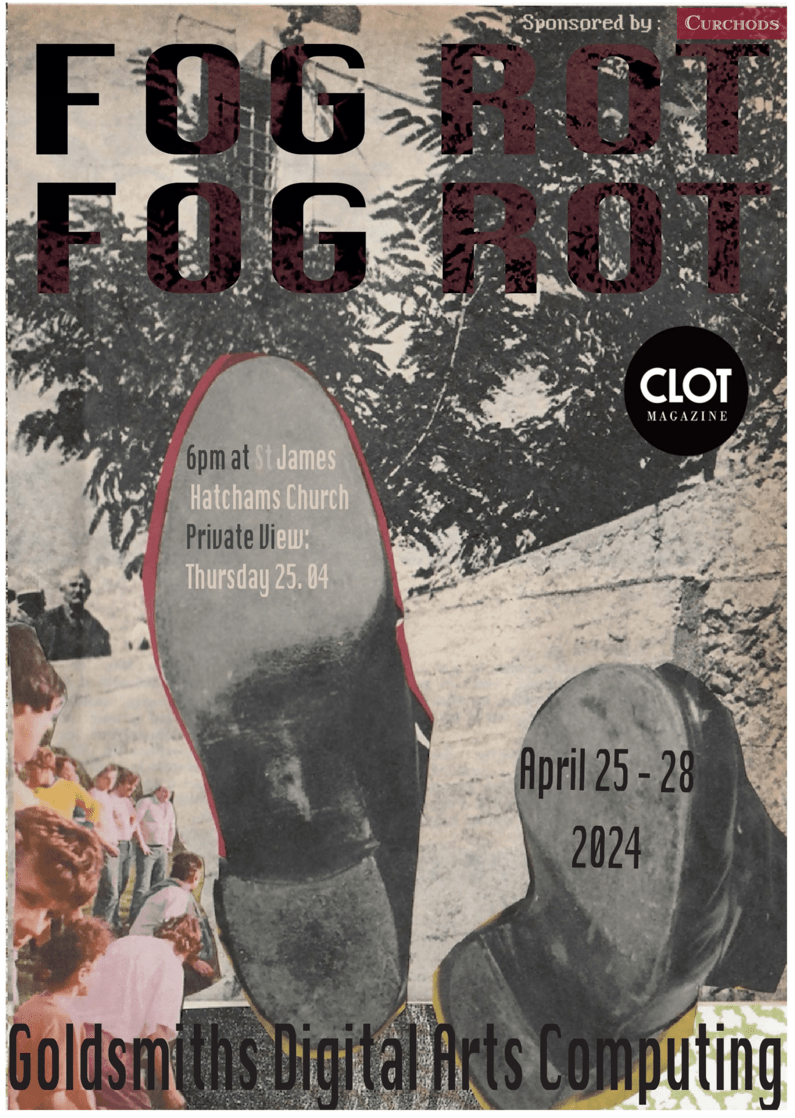 Sponsored by : CURCHODS
FOG ROT
FOG ROT
CLOT
MAGAZINE
6pm at St James
Hatchams Church
Private View:
Thursday 25. 04
April 25 - 28
2024
Goldsmiths Digital Arts Computing